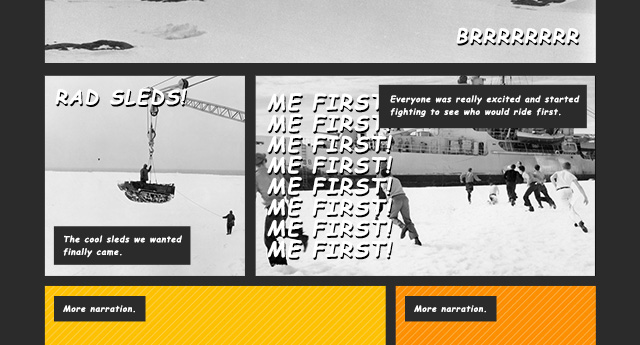 BRRRRRRRRR
RAD SLEDS!
The cool sleds we wanted
finally came.
ME FIRST
ME FIRST
ME FIRST!
ME FIRST!
ME FIRST!
ME FIRST!
ME FIRST!
ME FIRST!
Everyone was really excited and started
fighting to see who would ride first.
More narration.
More narration.